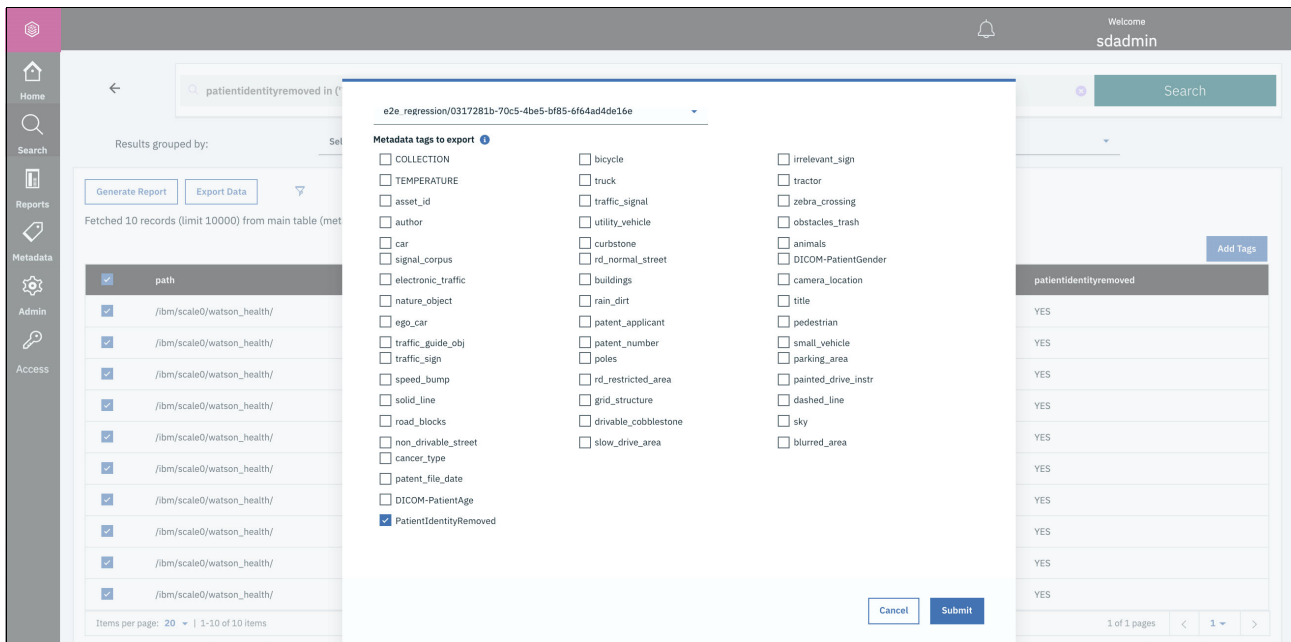 Welcome
sdadmin
Home
Search
Reports
Metadata
Admin
Access
patientidentityremoved in ("
Search
Results grouped by:
Sel
Generate Report
Export Data
Fetched 10 records (limit 10000) from main table (met
Add Tags
path
patientidentityremoved
/ibm/scale0/watson_health/
YES
/ibm/scale0/watson_health/
YES
/ibm/scale0/watson_health/
YES
/ibm/scale0/watson_health/
YES
/ibm/scale0/watson_health/
YES
/ibm/scale0/watson_health/
YES
/ibm/scale0/watson_health/
YES
/ibm/scale0/watson_health/
YES
/ibm/scale0/watson_health/
YES
/ibm/scale0/watson_health/
YES
Items per page: 20 | 1-10 of 10 items
1 of 1 pages
1
e2e_regression/0317281b-70c5-4be5-bf85-6f64ad4de16e
Metadata tags to export
COLLECTION
TEMPERATURE
asset_id
author
car
signal_corpus
electronic_traffic
nature_object
ego_car
traffic_guide_obj
traffic_sign
speed_bump
solid_line
road_blocks
non_drivable_street
cancer_type
patent_file_date
DICOM-PatientAge
PatientIdentityRemoved
bicycle
truck
traffic_signal
utility_vehicle
curbstone
rd_normal_street
buildings
rain_dirt
patent_applicant
patent_number
poles
rd_restricted_area
grid_structure
drivable_cobblestone
slow_drive_area
irrelevant_sign
tractor
zebra_crossing
obstacles_trash
animals
DICOM-PatientGender
camera_location
title
pedestrian
small_vehicle
parking_area
painted_drive_instr
dashed_line
sky
blurred_area
Cancel
Submit